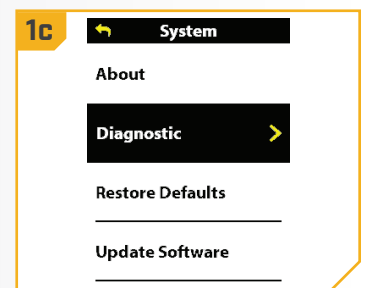 1c
System
About
Diagnostic
Restore Defaults
Update Software